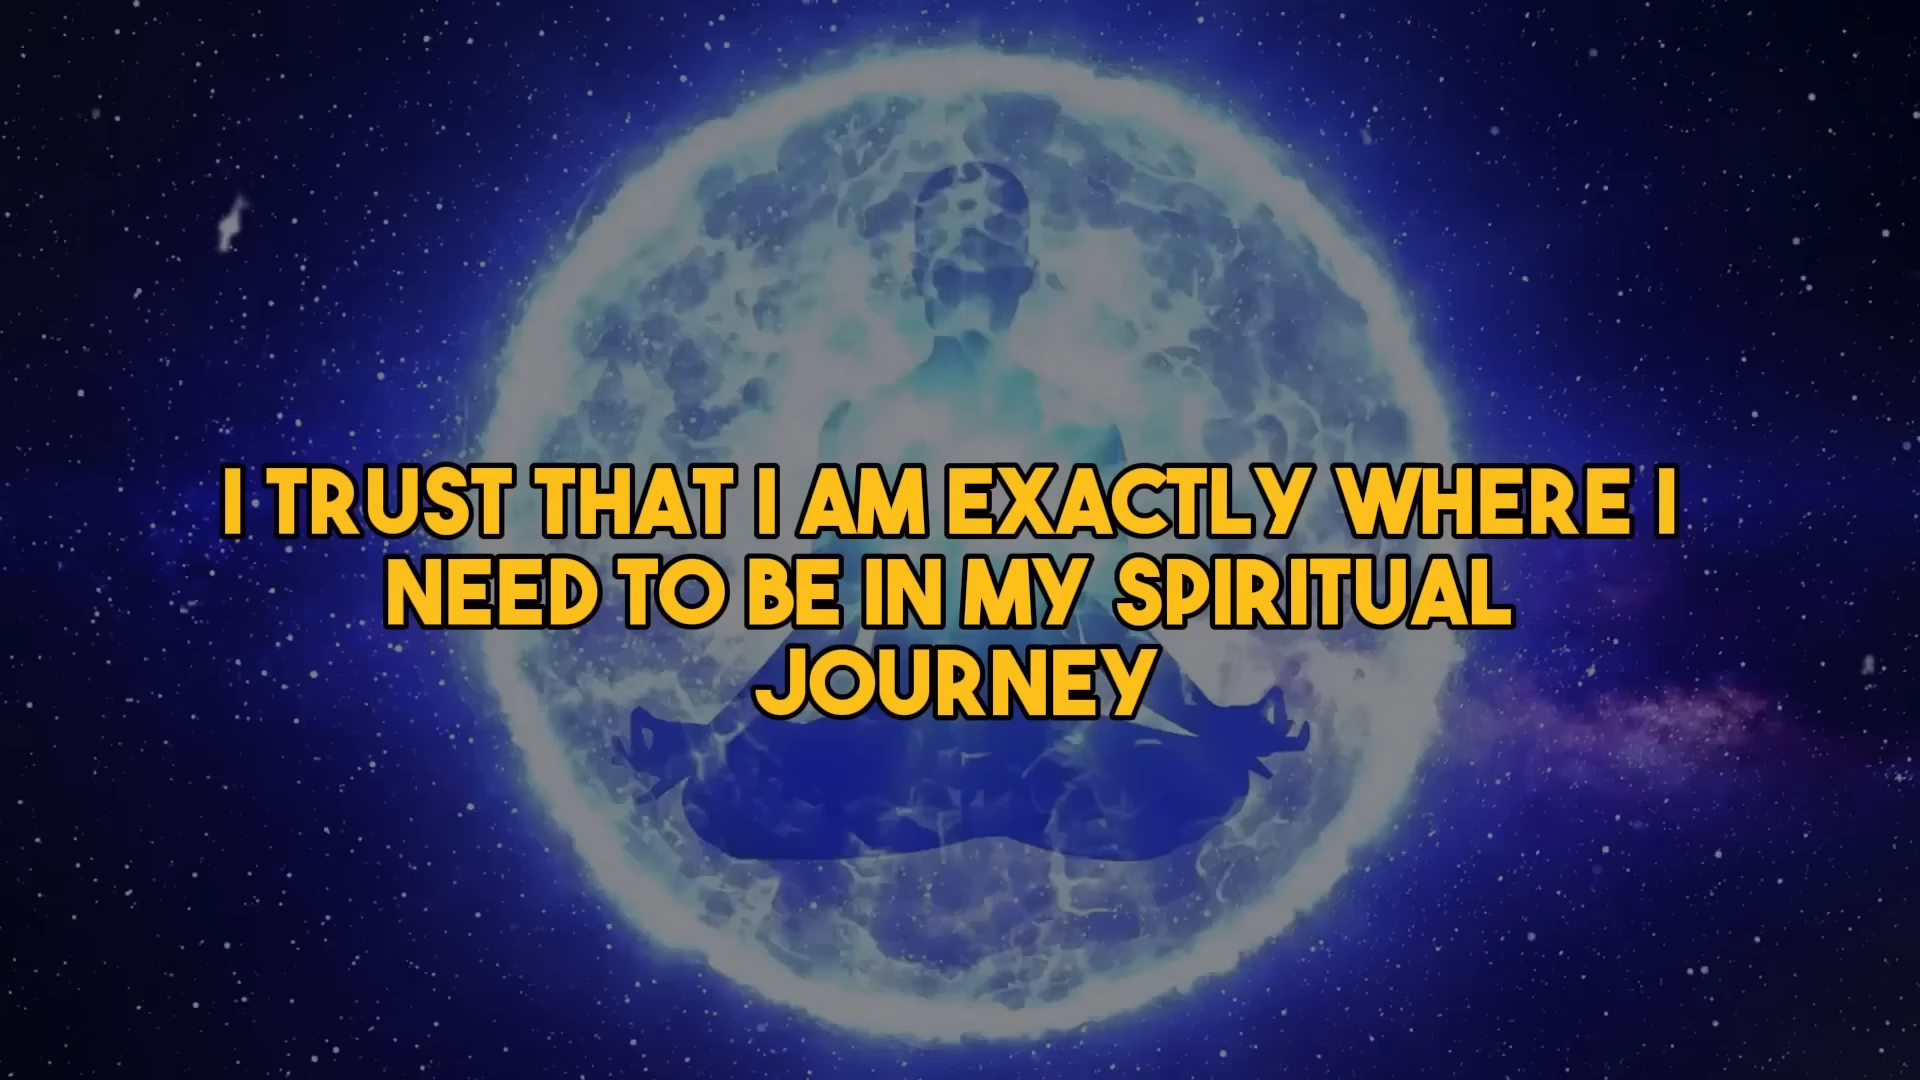 I TRUST THAT I AM EXACTLY WHERE I
NEED TO BE IN MY SPIRITUAL
JOURNEY